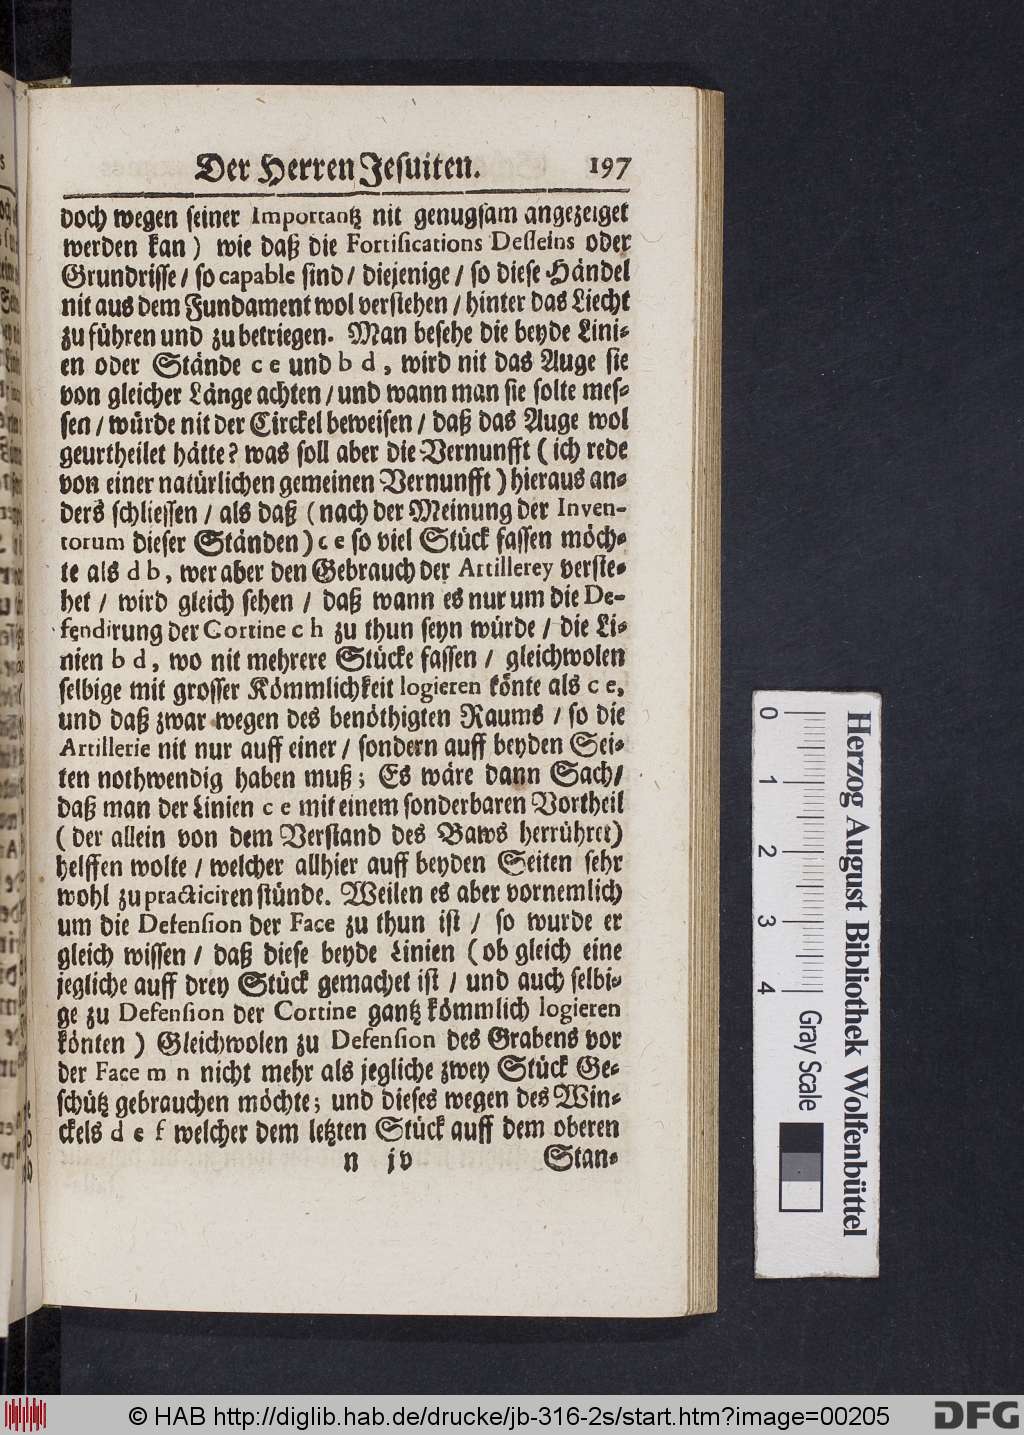 Der Herren Jesuiten. 197
doch wegen seiner Importantz nit genugsam angezeiget
werden kan) wie daß die Fortifications Desseins oder
Grundrisse / so capable sind / diejenige / so diese Händel
nit aus dem Fundament wol verstehen / hinter das Liecht
zu führen und zu betriegen. Man besehe die beyde Lini-
en oder Stände c e und b d, wird nit das Auge sie
von gleicher Länge achten / und wann man sie solte mes-
sen / würde nit der Circkel beweisen / daß das Auge wol
geurtheilet hätte? was soll aber die Vernunfft (ich rede
von einer natürlichen gemeinen Vernunfft) hieraus an-
ders schliessen / als daß (nach der Meinung der Inven-
torum dieser Ständen) c e so viel Stück fassen möch-
te als d b, wer aber den Gebrauch der Artillerey verste-
het / wird gleich sehen / daß wann es nur um die De-
fendirung der Cortine c h zu thun seyn würde / die Li-
nien b d, wo nit mehrere Stücke fassen / gleichwolen
selbige mit grosser Kömmlichkeit logieren könte als c e,
und daß zwar wegen des benöthigten Raums / so die
Artillerie nit nur auff einer / sondern auff beyden Sei-
ten nothwendig haben muß; Es wäre dann Sach /
daß man der Linien c e mit einem sonderbaren Vortheil
(der allein von dem Verstand des Baws herrühret)
helffen wolte / welcher allhier auff beyden Seiten sehr
wohl zu practiciren stünde. Weilen es aber vornemlich
um die Defension der Face zu thun ist / so wurde er
gleich wissen / daß diese beyde Linien (ob gleich eine
jegliche auff drey Stück gemachet ist / und auch selbi-
ge zu Defension der Cortine gantz kömmlich logieren
könten) Gleichwolen zu Defension des Grabens vor
der Face m n nicht mehr als jegliche zwey Stück Ge-
schütz gebrauchen möchte; und dieses wegen des Win-
ckels d e f welcher dem letzten Stück auff dem oberen
n jv Stan-
0 1 2 3 4
Gray Scale
Herzog August Bibliothek Wolfenbüttel
© HAB http://diglib.hab.de/drucke/jb-316-2s/start.htm?image=00205
DFG